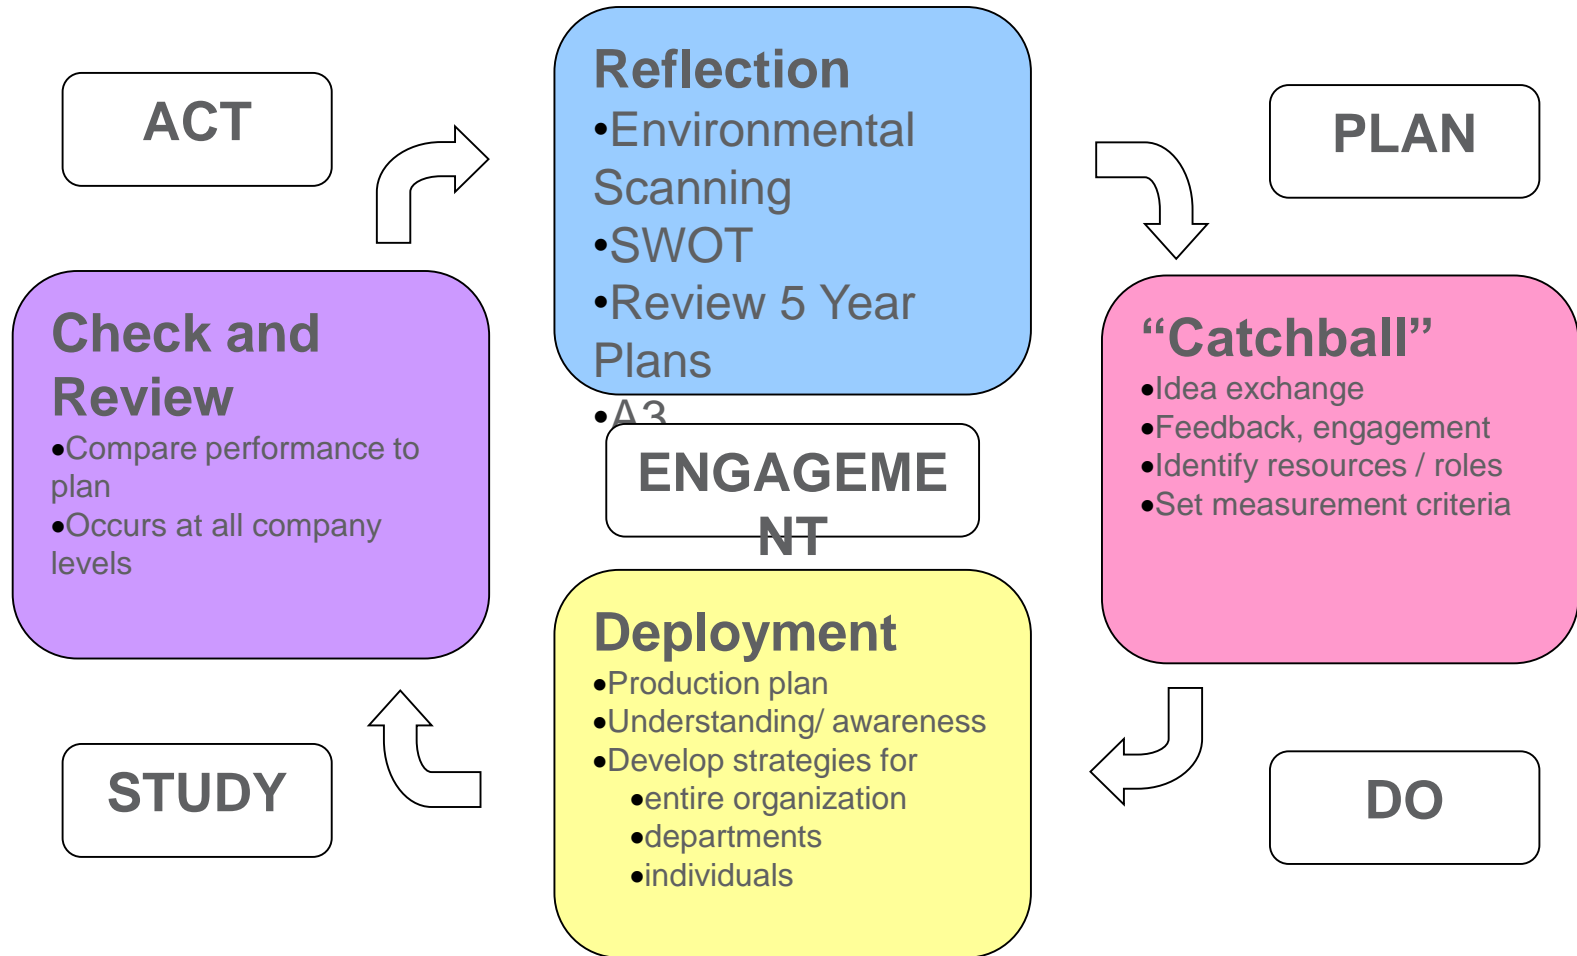 ACT
Reflection
•Environmental
Scanning
•SWOT
•Review 5 Year
Plans
•A3
PLAN
Check and
Review
•Compare performance to
plan
•Occurs at all company
levels
“Catchball”
•Idea exchange
•Feedback, engagement
•Identify resources / roles
•Set measurement criteria
ENGAGEME
NT
Deployment
•Production plan
•Understanding/ awareness
•Develop strategies for
•entire organization
•departments
•individuals
STUDY
DO